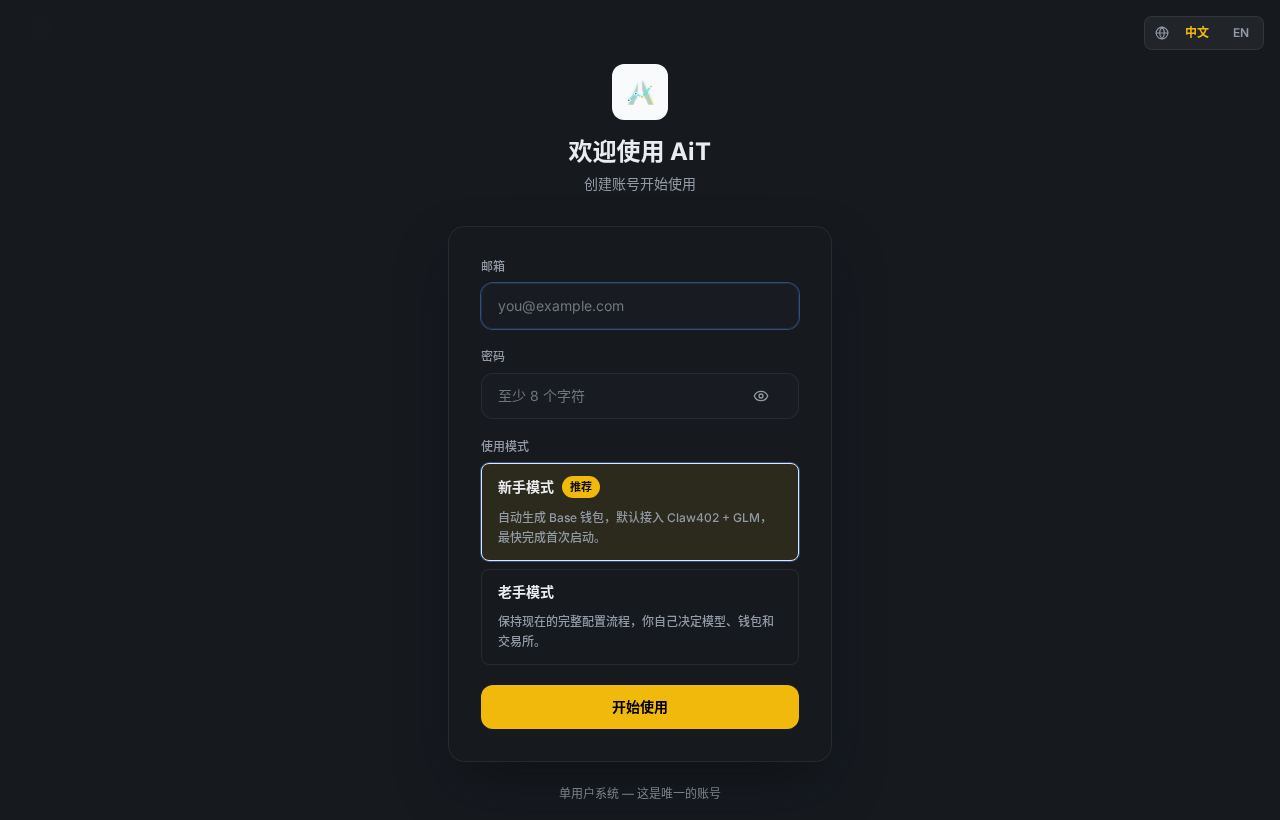 中文
EN
欢迎使用 AiT
创建账号开始使用
邮箱
you@example.com
密码
至少 8 个字符
使用模式
新手模式 推荐
自动生成 Base 钱包，默认接入 Claw402 + GLM，
最快完成首次启动。
老手模式
保持现在的完整配置流程，你自己决定模型、钱包和
交易所。
开始使用
单用户系统 — 这是唯一的账号